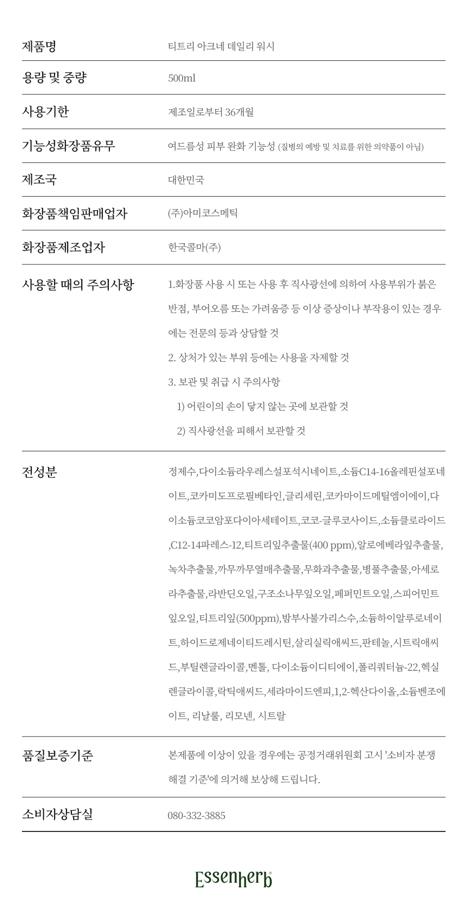 제품명
티트리 아크네 데일리 워시
용량 및 중량
500ml
사용기한
제조일로부터 36개월
기능성화장품유무
여드름성 피부 완화 기능성 (질병의 예방 및 치료를 위한 의약품이 아님)
제조국
대한민국
화장품책임판매업자
(주)아미코스메틱
화장품제조업자
한국콜마(주)
사용할 때의 주의사항
1.화장품 사용 시 또는 사용 후 직사광선에 의하여 사용부위가 붉은
반점, 부어오름 또는 가려움증 등 이상 증상이나 부작용이 있는 경우
에는 전문의 등과 상담할 것
2. 상처가 있는 부위 등에는 사용을 자제할 것
3. 보관 및 취급 시 주의사항
1) 어린이의 손이 닿지 않는 곳에 보관할 것
2) 직사광선을 피해서 보관할 것
전성분
정제수,다이소듐라우레스설포석시네이트,소듐C14-16올레핀설포네
이트,코카미도프로필베타인,글리세린,코카마이드메틸엠이에이,다
이소듐코코암포다이아세테이트,코코-글루코사이드,소듐클로라이드
,C12-14파레스-12,티트리잎추출물(400 ppm),알로에베라잎추출물,
녹차추출물,까무까무열매추출물,무화과추출물,병풀추출물,아세로
라추출물,라반딘오일,구조소나무잎오일,페퍼민트오일,스피어민트
잎오일,티트리잎(500ppm),밤부사불가리스수,소듐하이알루로네이
트,하이드로제네이티드레시틴,살리실릭애씨드,판테놀,시트릭애씨
드,부틸렌글라이콜,멘톨, 다이소듐이디티에이,폴리쿼터늄-22,헥실
렌글라이콜,락틱애씨드,세라마이드엔피,1,2-헥산다이올,소듐벤조에
이트, 리날룰, 리모넨, 시트랄
품질보증기준
본제품에 이상이 있을 경우에는 공정거래위원회 고시 '소비자 분쟁
해결 기준'에 의거해 보상해 드립니다.
소비자상담실
080-332-3885
Essenherb